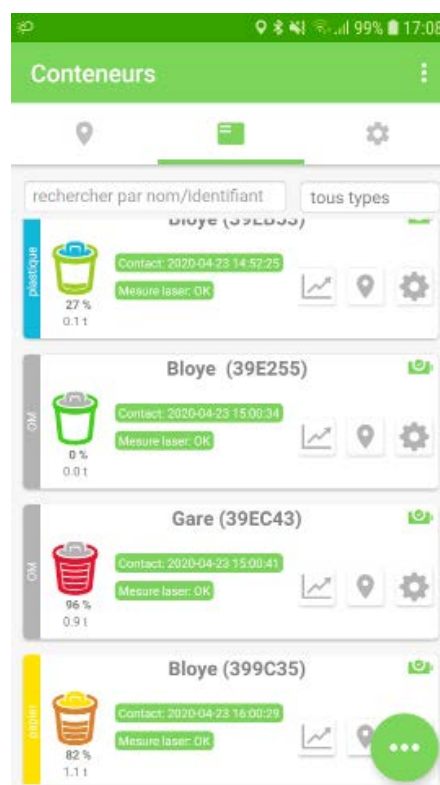 99% 17:08
Conteneurs
rechercher par nom/identifiant
tous types
plastique
Contact: 2020-04-23 14:52:25
Mesure laser: OK
27 %
0.1 t
Bloye (39E255)
OM
Contact: 2020-04-23 15:00:34
Mesure laser: OK
0 %
0.0 t
Gare (39EC43)
OM
Contact: 2020-04-23 15:00:41
Mesure laser: OK
96 %
0.9 t
Bloye (399C35)
papier
Contact: 2020-04-23 16:00:29
Mesure laser: OK
82 %
1.1 t